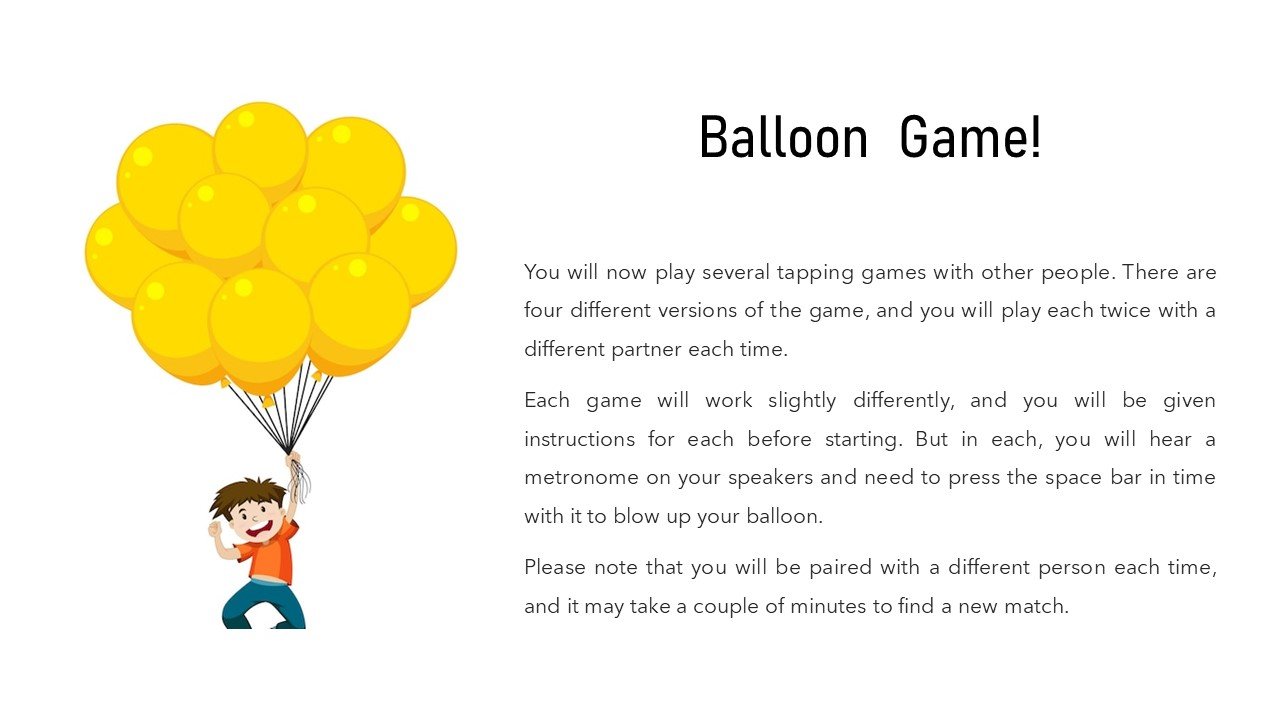 Balloon Game!
You will now play several tapping games with other people. There are
four different versions of the game, and you will play each twice with a
different partner each time.
Each game will work slightly differently, and you will be given
instructions for each before starting. But in each, you will hear a
metronome on your speakers and need to press the space bar in time
with it to blow up your balloon.
Please note that you will be paired with a different person each time,
and it may take a couple of minutes to find a new match.